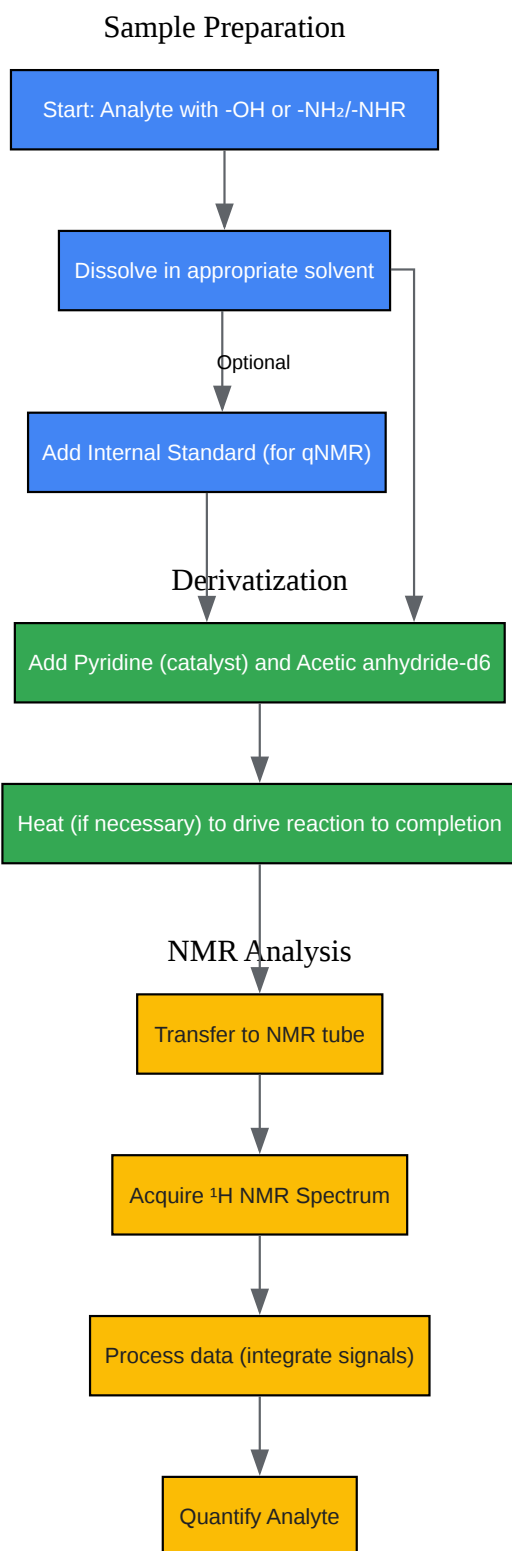 Sample Preparation
Start: Analyte with -OH or -NH₂/-NHR
Dissolve in appropriate solvent
Optional
Add Internal Standard (for qNMR)
Derivatization
Add Pyridine (catalyst) and Acetic anhydride-d6
Heat (if necessary) to drive reaction to completion
NMR Analysis
Transfer to NMR tube
Acquire ¹H NMR Spectrum
Process data (integrate signals)
Quantify Analyte